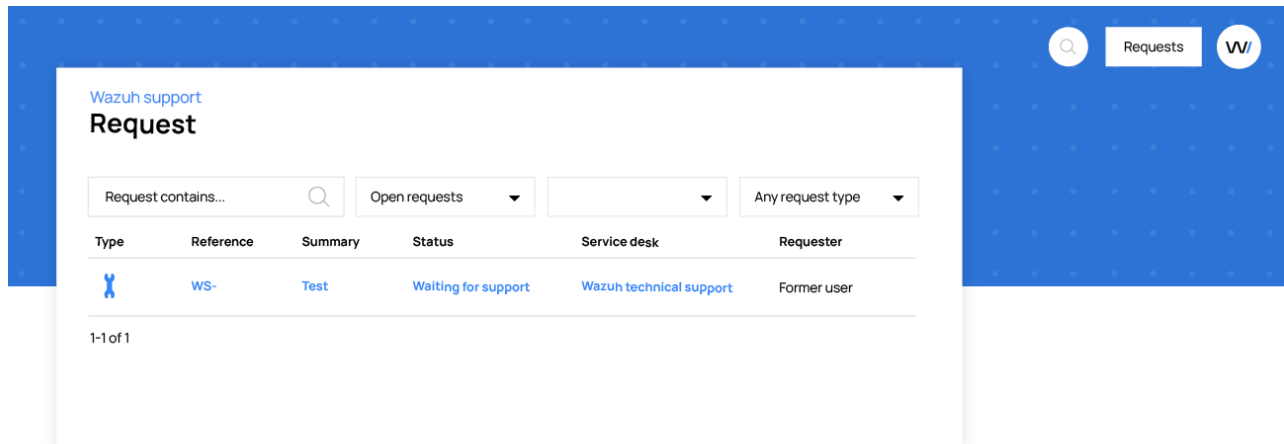 Requests
W/
Wazuh support
Request
Request contains... Open requests Any request type
Type Reference Summary Status Service desk Requester
WS- Test Waiting for support Wazuh technical support Former user
1-1 of 1